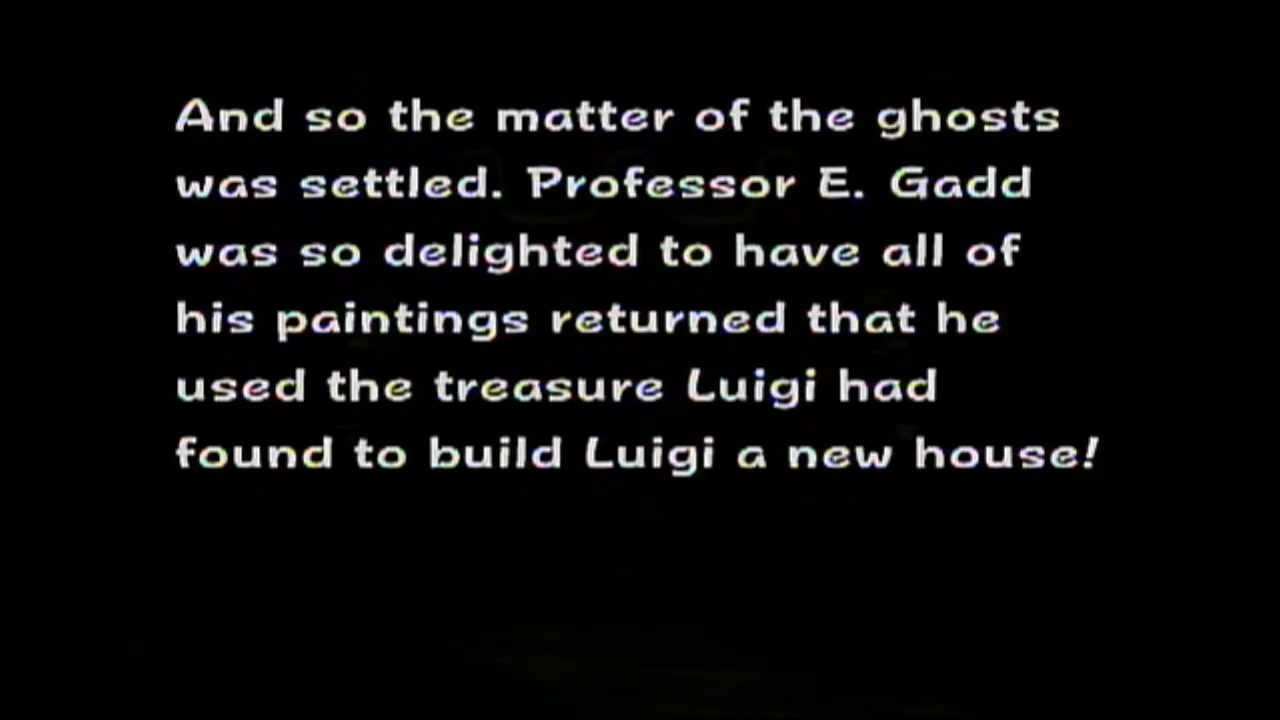 And so the matter of the ghosts
was settled. Professor E. Gadd
was so delighted to have all of
his paintings returned that he
used the treasure Luigi had
found to build Luigi a new house!